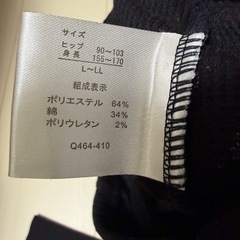 サイズ
ヒップ 90~103
身長 155~170
L~LL
組成表示
ポリエステル 64%
綿 34%
ポリウレタン 2%
Q464-410